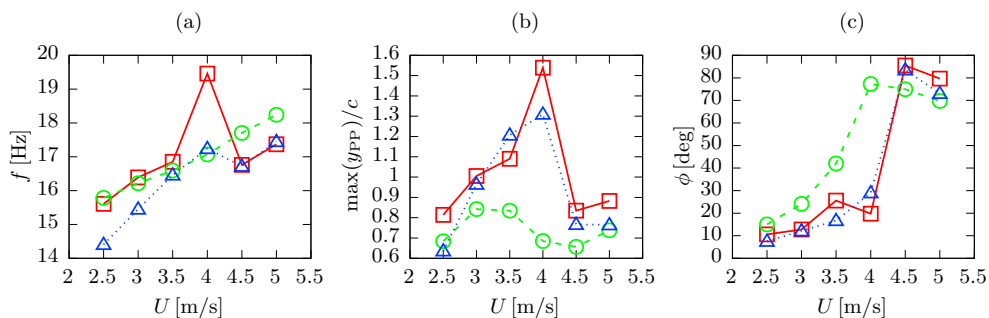 (a)
f [Hz]
20
19
18
17
16
15
14
2 2.5 3 3.5 4 4.5 5 5.5
U [m/s]
(b)
max(y_PP)/c
1.6
1.5
1.4
1.3
1.2
1.1
1
0.9
0.8
0.7
0.6
2 2.5 3 3.5 4 4.5 5 5.5
U [m/s]
(c)
ϕ [deg]
90
80
70
60
50
40
30
20
10
0
2 2.5 3 3.5 4 4.5 5 5.5
U [m/s]